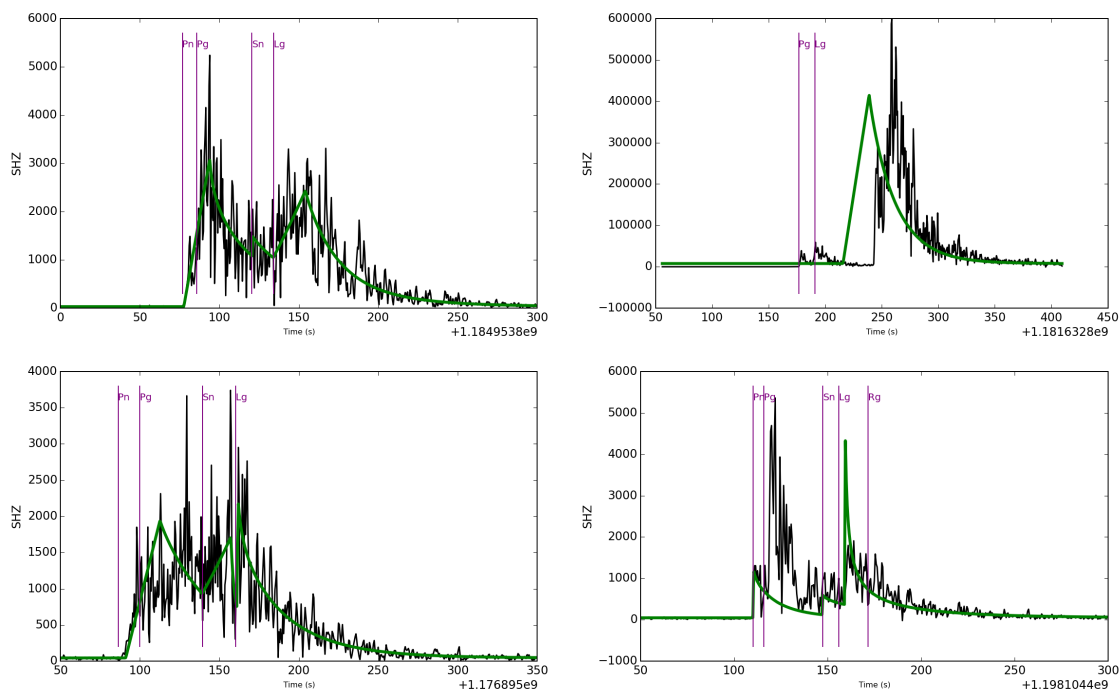 6000
5000
4000
3000
2000
1000
0
SHZ
Pn Pg Sn Lg
0 50 100 150 200 250 300
Time (s)
+1.1849538e9
600000
500000
400000
300000
200000
100000
0
−100000
SHZ
Pg Lg
50 100 150 200 250 300 350 400 450
Time (s)
+1.1816328e9
4000
3500
3000
2500
2000
1500
1000
500
0
SHZ
Pn Pg Sn Lg
50 100 150 200 250 300 350
Time (s)
+1.176895e9
6000
5000
4000
3000
2000
1000
0
−1000
SHZ
Pn Pg Sn Lg Rg
50 100 150 200 250 300
Time (s)
+1.1981044e9